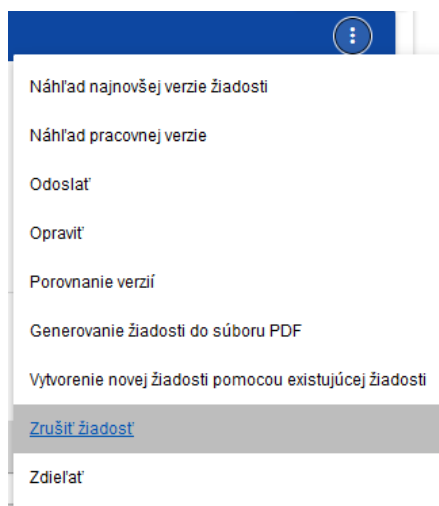 Náhľad najnovšej verzie žiadosti
Náhľad pracovnej verzie
Odoslať
Opraviť
Porovnanie verzií
Generovanie žiadosti do súboru PDF
Vytvorenie novej žiadosti pomocou existujúcej žiadosti
Zrušiť žiadosť
Zdieľať